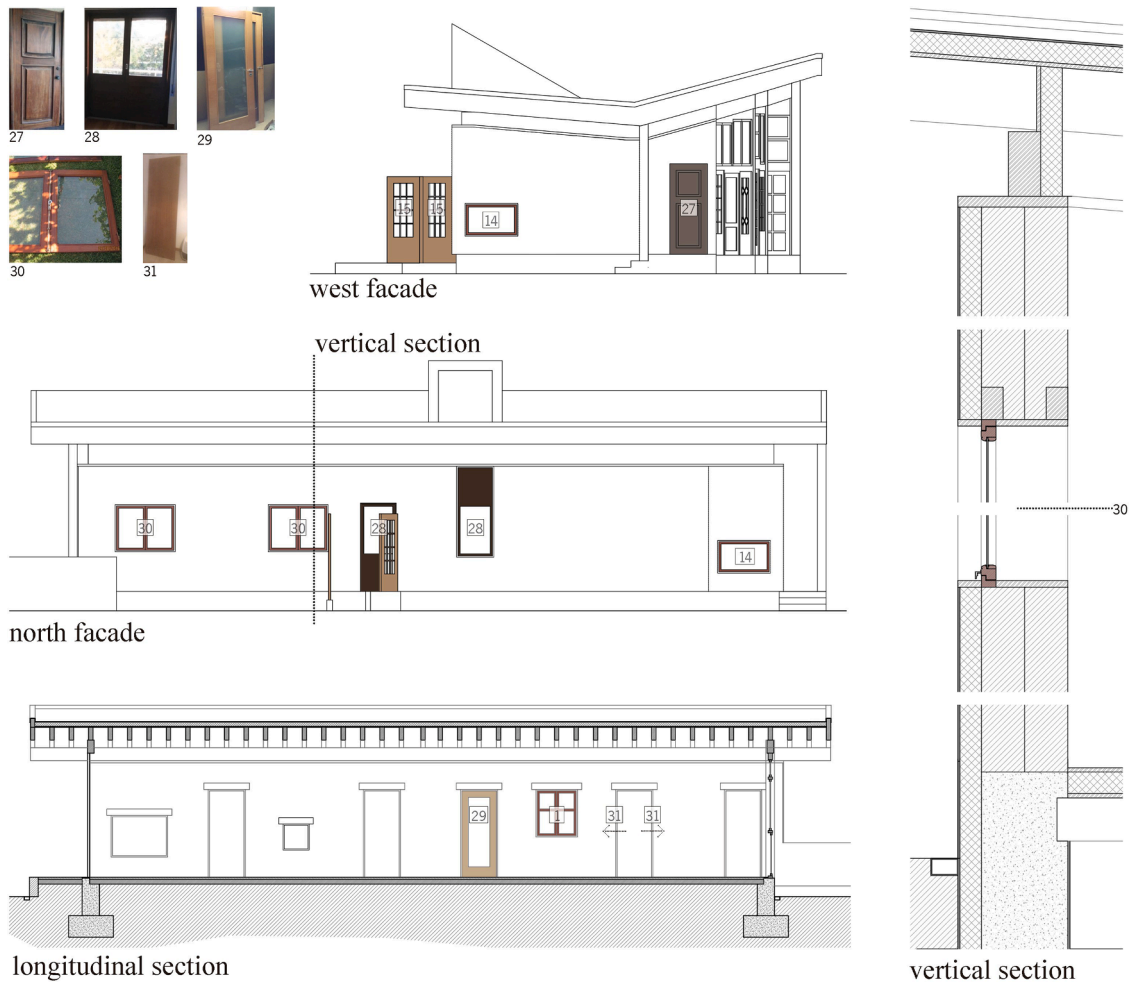 27 28 29
30 31
15 15 14 27
west facade
vertical section
30 30 28 28 14
north facade
29 1 31 31
longitudinal section
30
vertical section